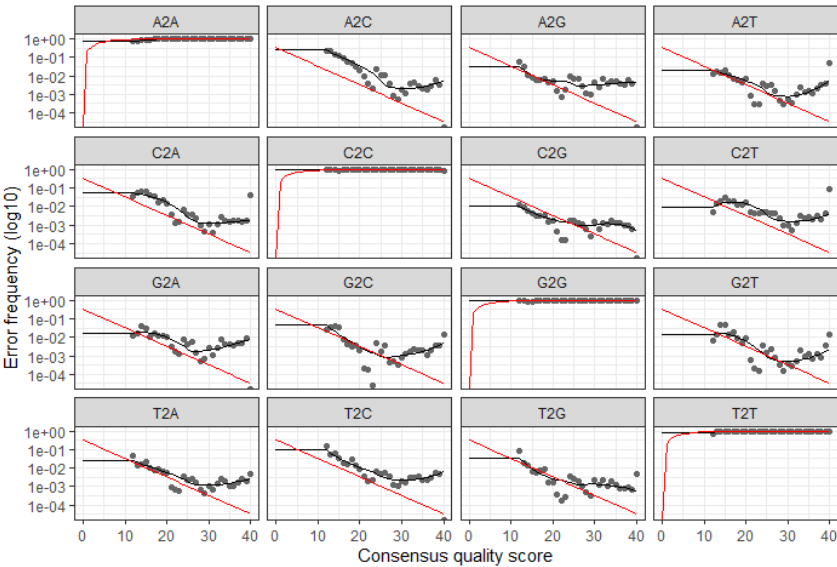 A2A A2C A2G A2T
1e+00
1e-01
1e-02
1e-03
1e-04
C2A C2C C2G C2T
1e+00
1e-01
1e-02
1e-03
1e-04
G2A G2C G2G G2T
1e+00
1e-01
1e-02
1e-03
1e-04
T2A T2C T2G T2T
1e+00
1e-01
1e-02
1e-03
1e-04
0 10 20 30 40 0 10 20 30 40 0 10 20 30 40 0 10 20 30 40
Consensus quality score
Error frequency (log10)